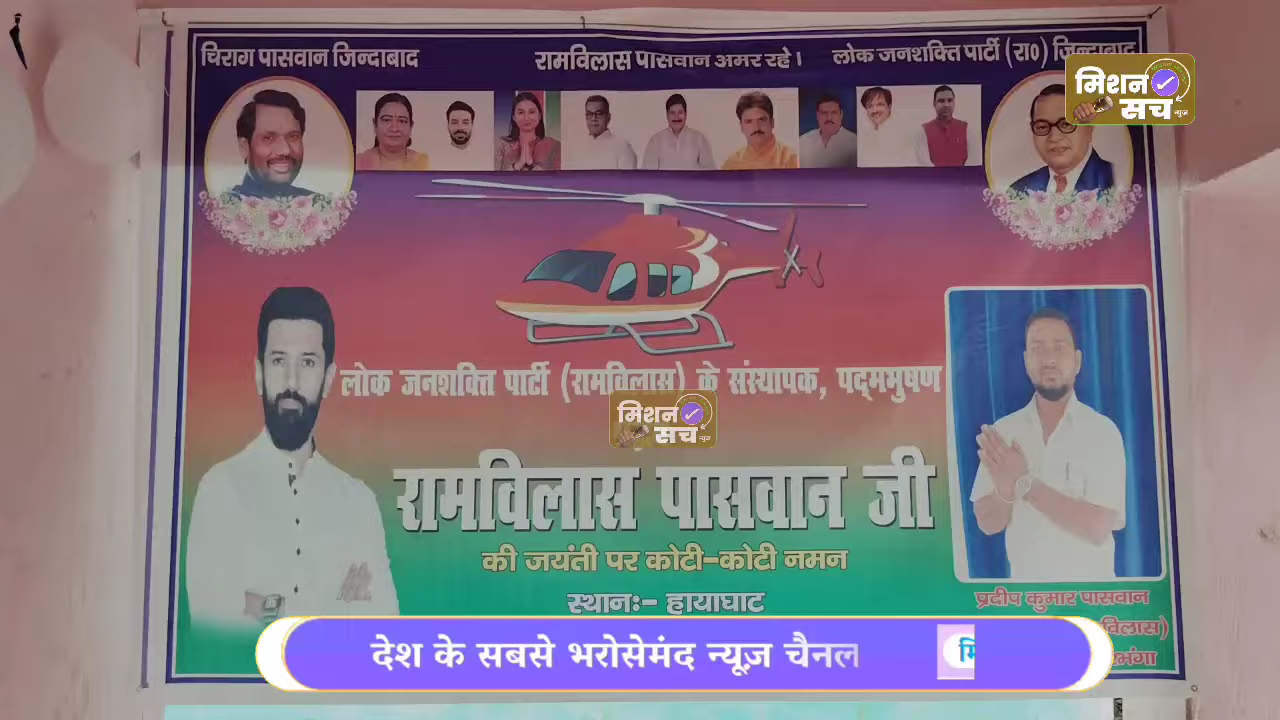 चिराग पासवान जिन्दाबाद
रामविलास पासवान अमर रहे।
लोक जनशक्ति पार्टी (रा०) जिन्दाबाद
मिशन
सच
न्यूज़
लोक जनशक्ति पार्टी (रामविलास) के संस्थापक, पद्मभुषण
मिशन
सच
न्यूज़
रामविलास पासवान जी
की जयंती पर कोटी-कोटी नमन
स्थानः- हायाघाट
प्रदीप कुमार पासवान
विलास)
देश के सबसे भरोसेमंद न्यूज़ चैनल
मि